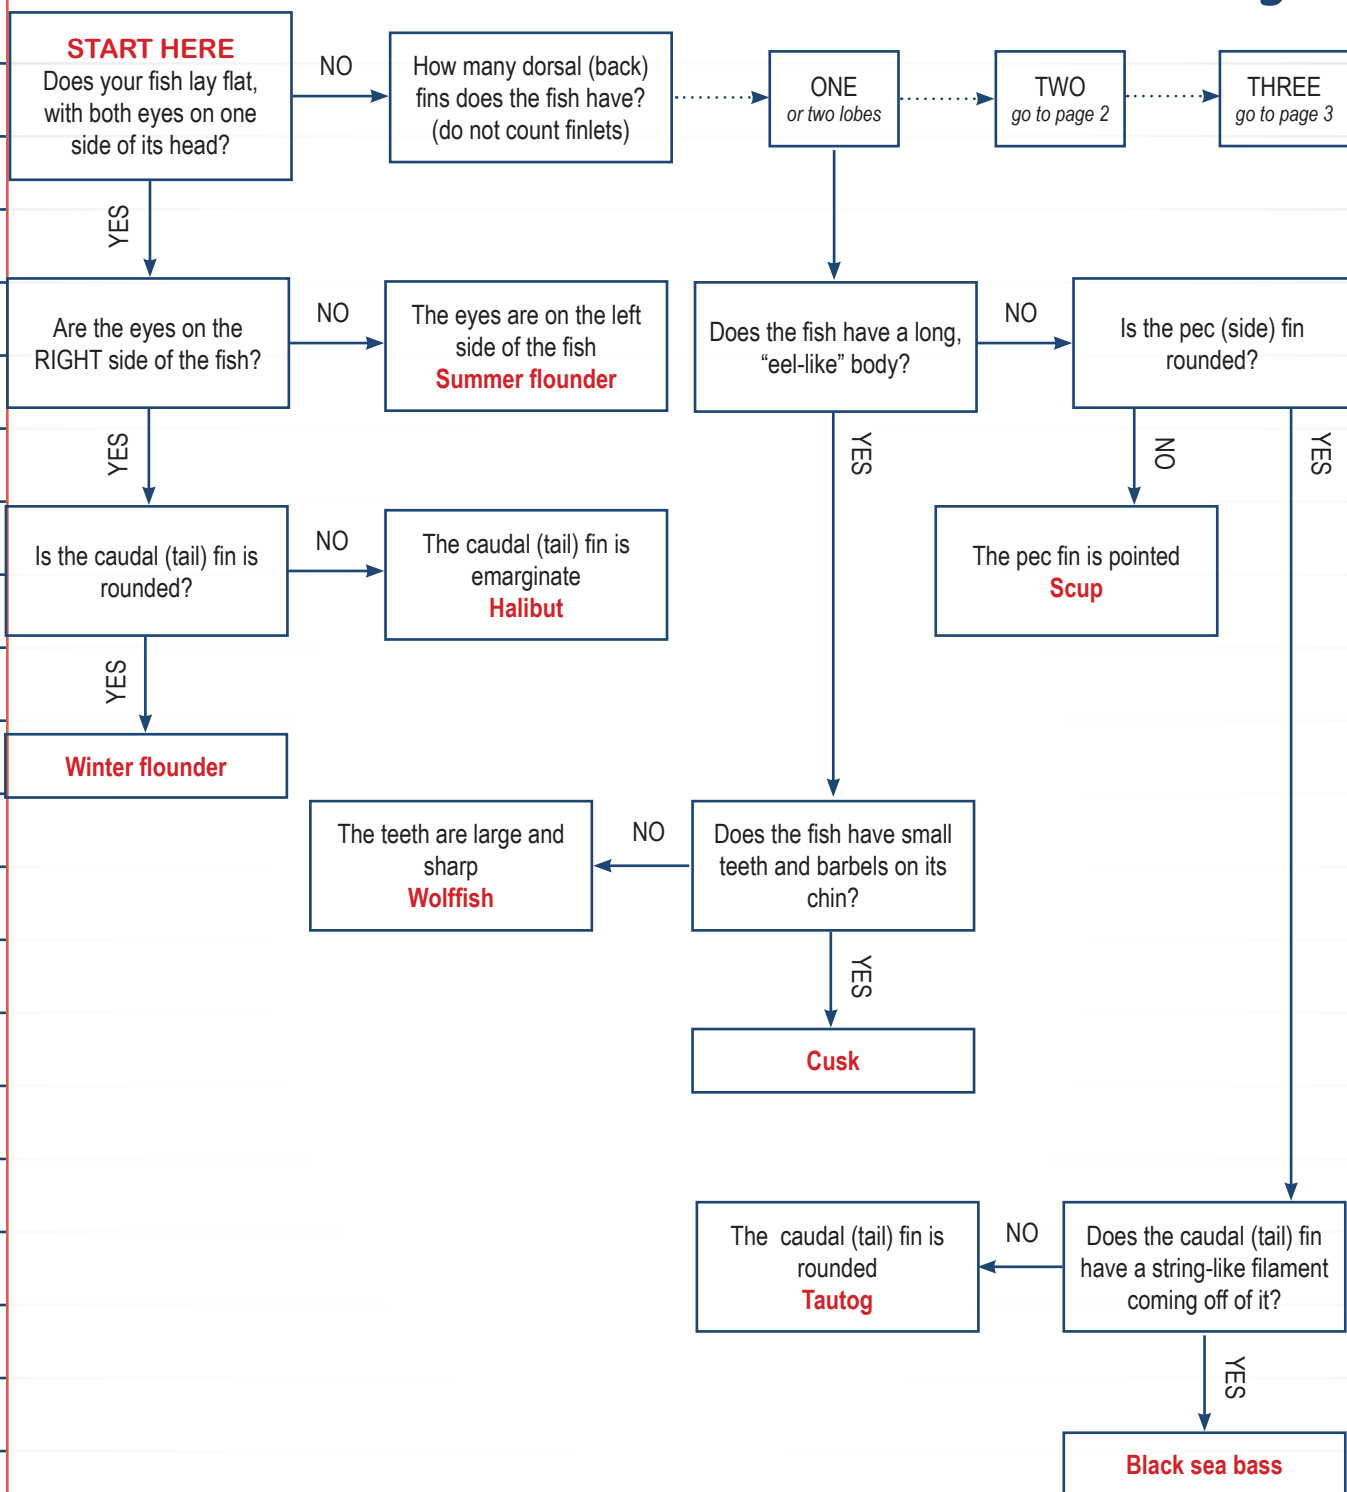 START HERE
Does your fish lay flat,
with both eyes on one
side of its head?
NO
How many dorsal (back)
fins does the fish have?
(do not count finlets)
ONE
or two lobes
TWO
go to page 2
THREE
go to page 3
YES
Are the eyes on the
RIGHT side of the fish?
NO
The eyes are on the left
side of the fish
Summer flounder
Does the fish have a long,
“eel-like” body?
NO
Is the pec (side) fin
rounded?
YES
YES
NO
YES
Is the caudal (tail) fin is
rounded?
NO
The caudal (tail) fin is
emarginate
Halibut
The pec fin is pointed
Scup
YES
Winter flounder
The teeth are large and
sharp
Wolffish
NO
Does the fish have small
teeth and barbels on its
chin?
YES
Cusk
The caudal (tail) fin is
rounded
Tautog
NO
Does the caudal (tail) fin
have a string-like filament
coming off of it?
YES
Black sea bass